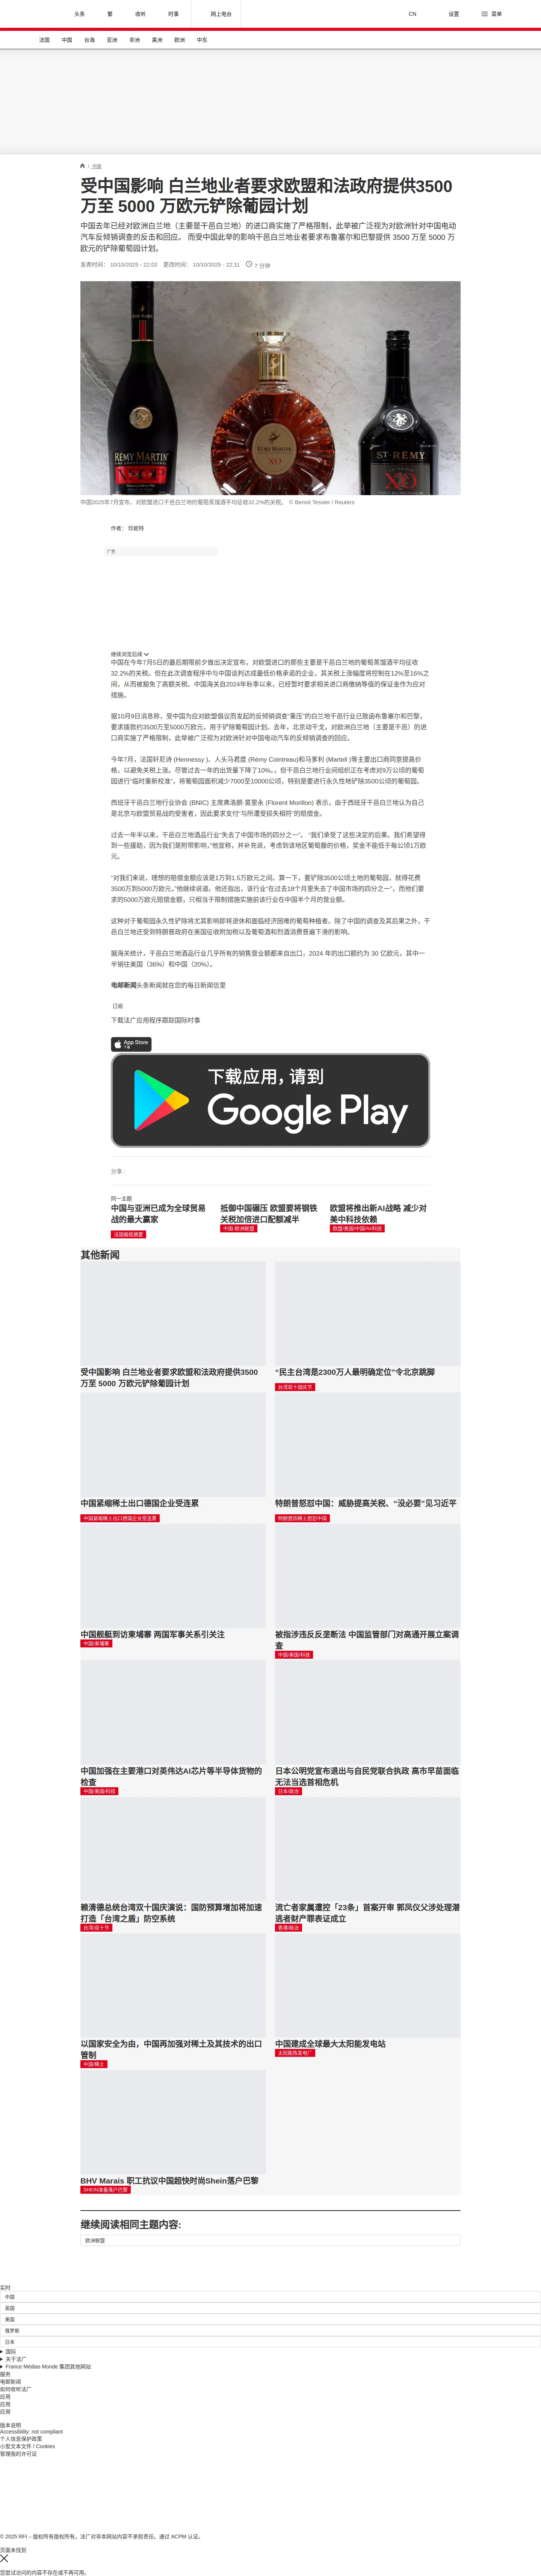 头条
繁
收听
时事
网上电台
CN
设置
菜单
法国
中国
台湾
亚洲
非洲
美洲
欧洲
中东
/ 中国
受中国影响 白兰地业者要求欧盟和法政府提供3500
万至 5000 万欧元铲除葡园计划
中国去年已经对欧洲白兰地（主要是干邑白兰地）的进口商实施了严格限制，此举被广泛视为对欧洲针对中国电动
汽车反倾销调查的反击和回应。 而受中国此举的影响干邑白兰地业者要求布鲁塞尔和巴黎提供 3500 万至 5000 万
欧元的铲除葡萄园计划。
发表时间： 10/10/2025 - 22:02 更改时间： 10/10/2025 - 22:11 7 分钟
RÉMY MARTIN
THE CENTAUR COGNAC
V.S.O.P
RÉMY MARTIN
XO
ST-RÉMY
XO
中国2025年7月宣布，对欧盟进口干邑白兰地的葡萄蒸馏酒平均征收32.2%的关税。 © Benoit Tessier / Reuters
作者： 珍妮特
广告
继续浏览后续
中国在今年7月5日的最后期限前夕做出决定宣布，对欧盟进口的那些主要是干邑白兰地的葡萄蒸馏酒平均征收
32.2%的关税。但在此次调查程序中与中国谈判达成最低价格承诺的企业，其关税上涨幅度将控制在12%至16%之
间，从而被豁免了高额关税。中国海关自2024年秋季以来，已经暂时要求相关进口商缴纳等值的保证金作为应对
措施。
据10月9日消息称，受中国为应对欧盟倡议而发起的反倾销调查“重压”的白兰地干邑行业已致函布鲁塞尔和巴黎，
要求拨款约3500万至5000万欧元，用于铲除葡萄园计划。去年，北京动手干戈，对欧洲白兰地（主要是干邑）的进
口商实施了严格限制，此举被广泛视为对欧洲针对中国电动汽车的反倾销调查的回应。
今年7月，法国轩尼诗 (Hennessy )、人头马君度 (Rémy Cointreau)和马爹利 (Martell )等主要出口商同意提高价
格，以避免关税上涨。尽管过去一年的出货量下降了10%。，但干邑白兰地行业间组织正在考虑对9万公顷的葡萄
园进行“临时重新校准”，将葡萄园面积减少7000至10000公顷，特别是要进行永久性地铲除3500公顷的葡萄园。
西班牙干邑白兰地行业协会 (BNIC) 主席弗洛朗·莫里永 (Florent Morillon) 表示，由于西班牙干邑白兰地认为自己
是北京与欧盟贸易战的受害者，因此要求支付“与所遭受损失相符”的赔偿金。
过去一年半以来，干邑白兰地酒品行业“失去了中国市场的四分之一”。 “我们承受了这些决定的后果。我们希望得
到一些援助，因为我们是附带影响，”他宣称，并补充说，考虑到该地区葡萄藤的价格，奖金不能低于每公顷1万欧
元。
“对我们来说，理想的赔偿金额应该是1万到1.5万欧元之间。算一下，要铲除3500公顷土地的葡萄园，就得花费
3500万到5000万欧元，”他继续说道。他还指出，该行业“在过去18个月里失去了中国市场的四分之一”，而他们要
求的5000万欧元赔偿金额，只相当于限制措施实施前该行业在中国半个月的营业额。
这种对于葡萄园永久性铲除将尤其影响即将退休和面临经济困难的葡萄种植者。除了中国的调查及其后果之外，干
邑白兰地还受到特朗普政府在美国征收附加税以及葡萄酒和烈酒消费普遍下滑的影响。
据海关统计，干邑白兰地酒品行业几乎所有的销售营业额都来自出口，2024 年的出口额约为 30 亿欧元，其中一
半销往美国（36%）和中国（20%）。
电邮新闻头条新闻就在您的每日新闻信里
订阅
下载法广应用程序跟踪国际时事
App Store
下载
下载应用，请到
Google Play
分享 :
同一主题
中国与亚洲已成为全球贸易
战的最大赢家
法国报纸摘要
抵御中国碾压 欧盟要将钢铁
关税加倍进口配额减半
中国-欧洲联盟
欧盟将推出新AI战略 减少对
美中科技依赖
欧盟/美国/中国/AI/科技
其他新闻
受中国影响 白兰地业者要求欧盟和法政府提供3500
万至 5000 万欧元铲除葡园计划
“民主台湾是2300万人最明确定位”令北京跳脚
台湾双十国庆节
中国紧缩稀土出口德国企业受连累
中国紧缩稀土出口德国企业受连累
特朗普怒怼中国：威胁提高关税、“没必要”见习近平
特朗普因稀土怒怼中国
中国舰艇到访柬埔寨 两国军事关系引关注
中国/柬埔寨
被指涉违反反垄断法 中国监管部门对高通开展立案调
查
中国/美国/科技
中国加强在主要港口对英伟达AI芯片等半导体货物的
检查
中国/美国/科技
日本公明党宣布退出与自民党联合执政 高市早苗面临
无法当选首相危机
日本/政治
赖清德总统台湾双十国庆演说：国防预算增加将加速
打造「台湾之盾」防空系统
台湾/双十节
流亡者家属遭控「23条」首案开审 郭凤仪父涉处理潜
逃者财产罪表证成立
香港/政治
以国家安全为由，中国再加强对稀土及其技术的出口
管制
中国/稀土
中国建成全球最大太阳能发电站
太阳能热发电厂
BHV Marais 职工抗议中国超快时尚Shein落户巴黎
SHEIN准备落户巴黎
继续阅读相同主题内容:
欧洲联盟
实时
中国
英国
美国
俄罗斯
日本
国际
关于法广
France Médias Monde 集团其他网站
服务
电邮新闻
如何收听法广
应用
应用
应用
版本说明
Accessibility: not compliant
个人信息保护政策
小型文本文件 / Cookies
管理我的许可证
© 2025 RFI – 版权所有版权所有。法广对非本网站内容不承担责任。通过 ACPM 认证。
页面未找到
您尝试访问的内容不存在或不再可用。